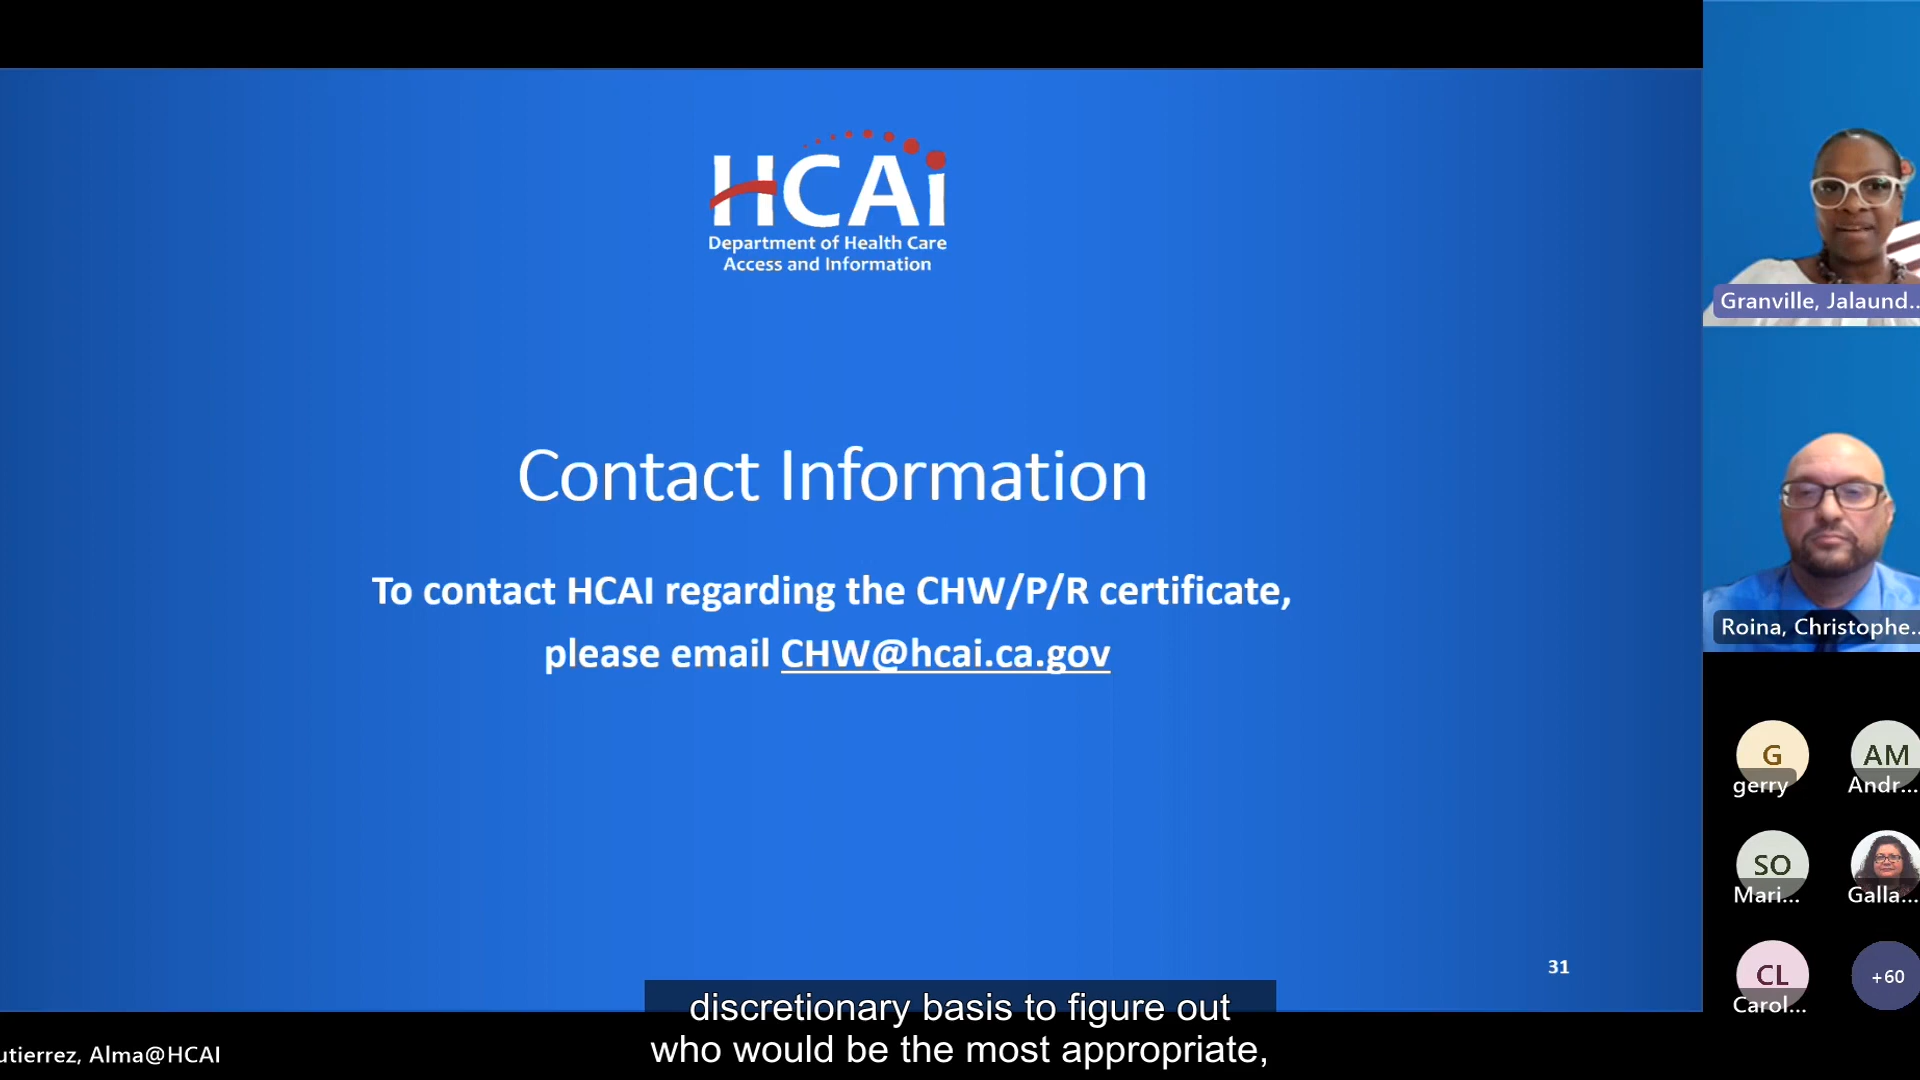 HCAi
Department of Health Care
Access and Information
Contact Information
To contact HCAI regarding the CHW/P/R certificate,
please email CHW@hcai.ca.gov
31
discretionary basis to figure out
who would be the most appropriate,
utierrez, Alma@HCAI
Granville, Jalaund...
Roina, Christophe...
G
gerry
AM
Andr...
SO
Mari...
Galla...
CL
Carol...
+60